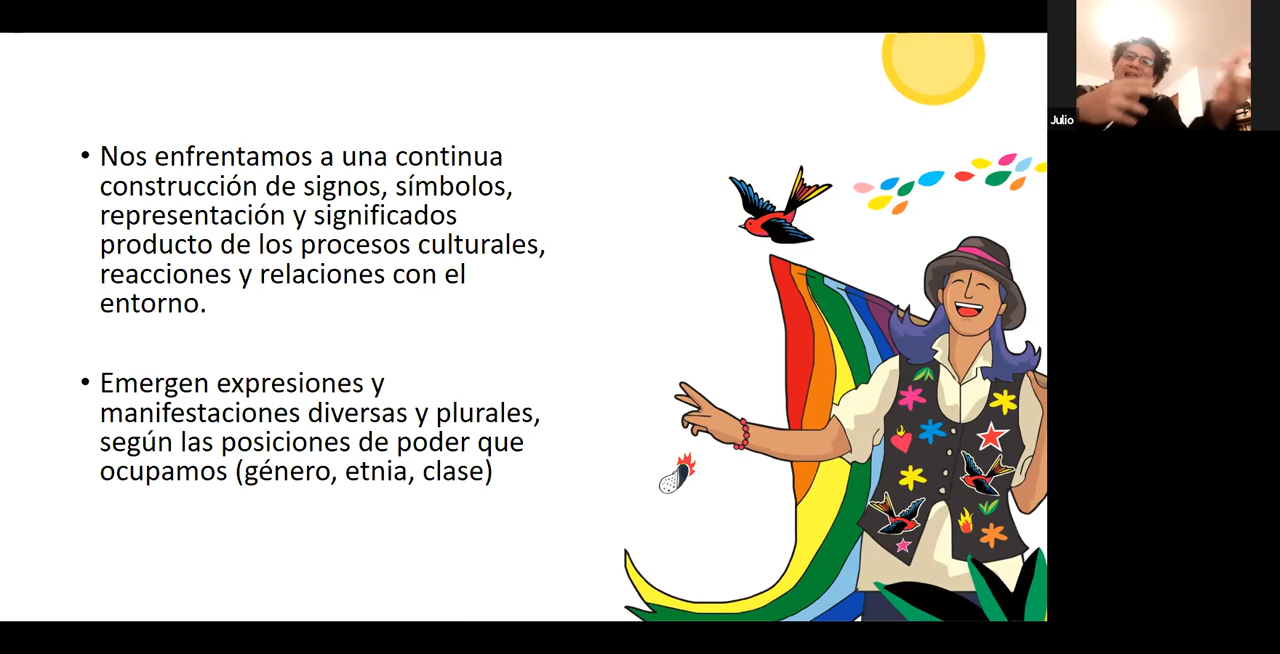 • Nos enfrentamos a una continua
construcción de signos, símbolos,
representación y significados
producto de los procesos culturales,
reacciones y relaciones con el
entorno.
• Emergen expresiones y
manifestaciones diversas y plurales,
según las posiciones de poder que
ocupamos (género, etnia, clase)
Julio